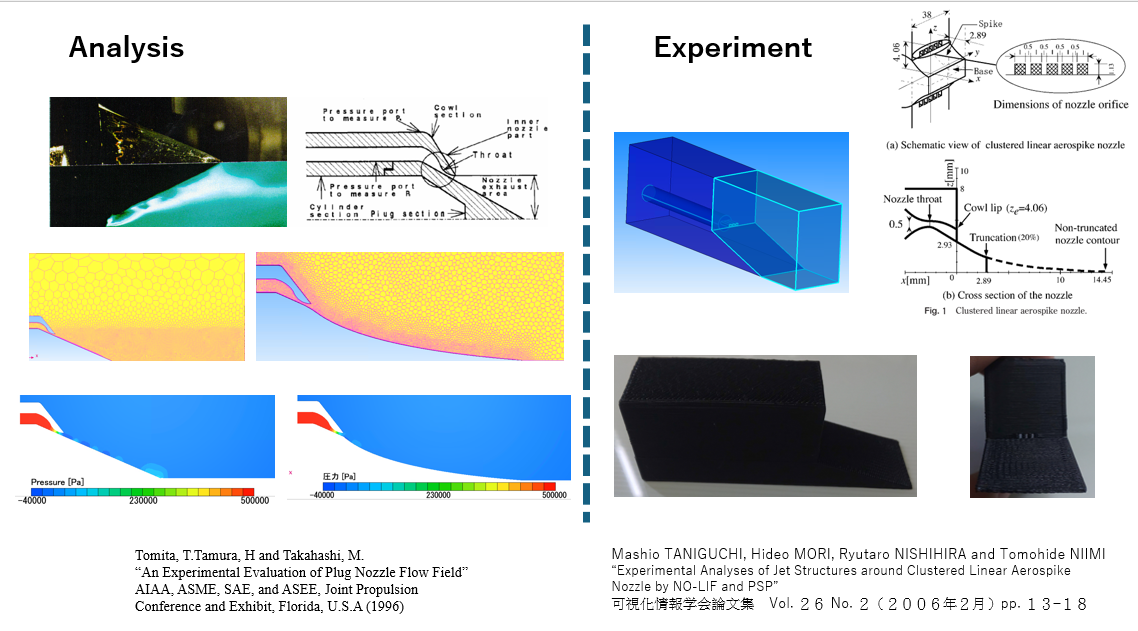 Analysis
Pressure port
to measure P
Cowl
section
Inner
nozzle
part
Throat
Pressure port
to measure P
Nozzle
exhaust
area
Cylinder
section
Plug section
Pressure [Pa]
-40000
230000
500000
圧力 [Pa]
-40000
230000
500000
Tomita, T.Tamura, H and Takahashi, M.
“An Experimental Evaluation of Plug Nozzle Flow Field”
AIAA, ASME, SAE, and ASEE, Joint Propulsion
Conference and Exhibit, Florida, U.S.A (1996)
Experiment
38
Spike
z
2.89
4.06
y
Base
x
0.5 0.5 0.5 0.5
Dimensions of nozzle orifice
(a) Schematic view of clustered linear aerospike nozzle
z[mm]
10
8
Nozzle throat
Cowl lip (ze=4.06)
0.5
Truncation(20%)
Non-truncated
nozzle contour
2.93
x[mm]
0
2.89
10
14.45
(b) Cross section of the nozzle
Fig. 1 Clustered linear aerospike nozzle.
Mashio TANIGUCHI, Hideo MORI, Ryutaro NISHIHIRA and Tomohide NIIMI
“Experimental Analyses of Jet Structures around Clustered Linear Aerospike
Nozzle by NO-LIF and PSP”
可視化情報学会論文集　Vol. 26 No. 2（2006年2月）pp. 13-18